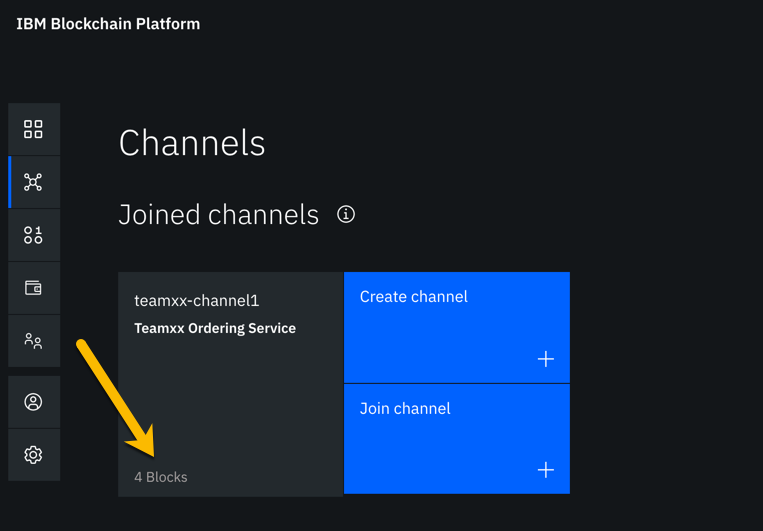 IBM Blockchain Platform
Channels
Joined channels
teamxx-channel1
Teamxx Ordering Service
4 Blocks
Create channel
Join channel